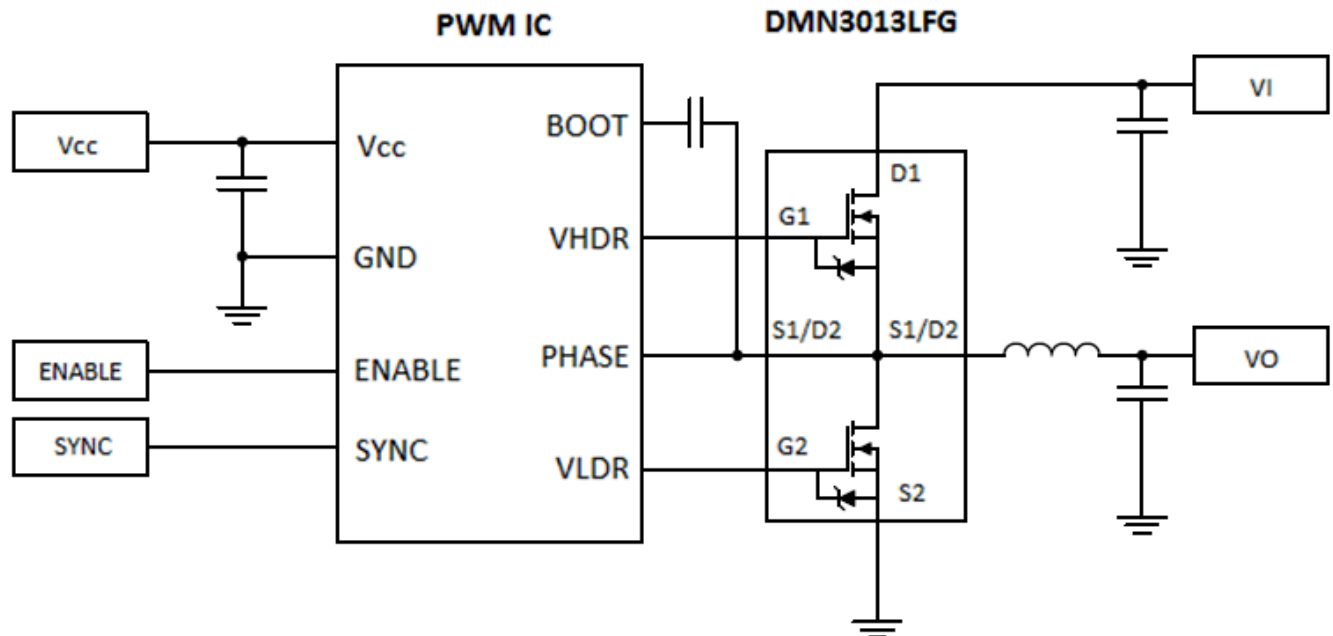 PWM IC
DMN3013LFG
VI
BOOT
Vcc
Vcc
D1
G1
VHDR
GND
S1/D2
S1/D2
PHASE
VO
ENABLE
ENABLE
G2
SYNC
SYNC
VLDR
S2